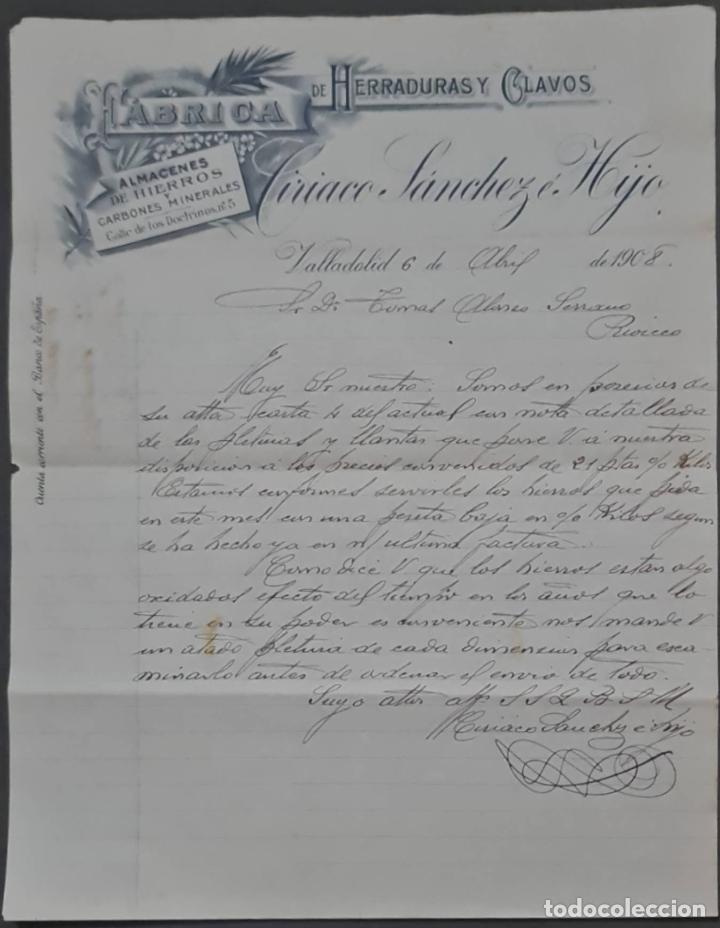 FÁBRICA DE HERRADURAS Y CLAVOS
ALMACENES
DE HIERROS
CARBONES MINERALES
Calle de los Doctrinos, nº 5
Ciriaco Sánchez é Hijo
Valladolid 6 de Abril de 1908.
Sr Dn Tomas Alonso Serrano
Rioseco
Cuenta corriente con el Banco de España
Muy Sr nuestro: Somos en posesion de
su atta carta 4 del actual con nota detallada
de las pletinas y llantas que pone V á nuestra
disposicion a los precios convenidos de 21 ptas o/o Kilos
Estamos conformes servirles los hierros que pida
en este mes con una peseta baja en o/o Kilos segun
se ha hecho ya en n/ ultima factura.
Como dice V que los hierros estan algo
oxidados efecto del tiempo en los años que lo
tiene en su poder es conveniente nos mande V
un atado pletina de cada dimension para exa-
minarlo antes de ordenar el envio de todo.
Suyo atto aff S S Q B S M
Ciriaco Sanchez é Hijo
todocoleccion.net